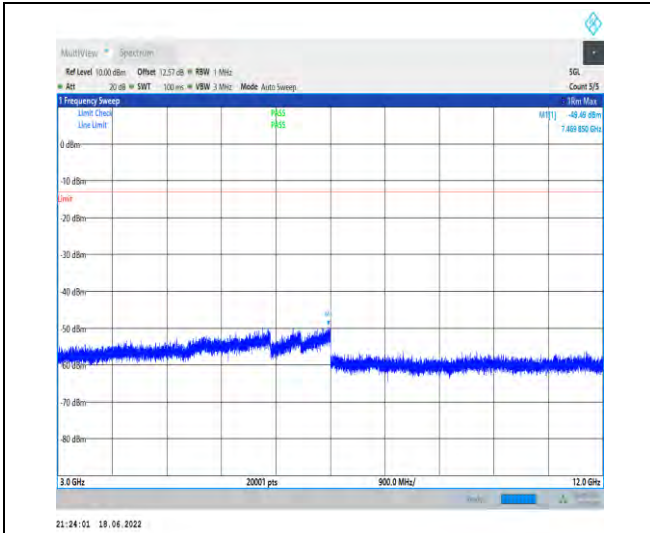 MultiView Spectrum
Ref Level 10.00 dBm Offset 12.57 dB RBW 1 MHz SGL
Att 20 dB SWT 100 ms VBW 3 MHz Mode Auto Sweep Count 5/5
1 Frequency Sweep 1Rm Max
Limit Check PASS M1[1] -49.49 dBm
Line Limit PASS 7.469 850 GHz
0 dBm
-10 dBm
Limit
-20 dBm
-30 dBm
-40 dBm
M1
-50 dBm
-60 dBm
-70 dBm
-80 dBm
3.0 GHz 20001 pts 900.0 MHz/ 12.0 GHz
21:24:01 18.06.2022